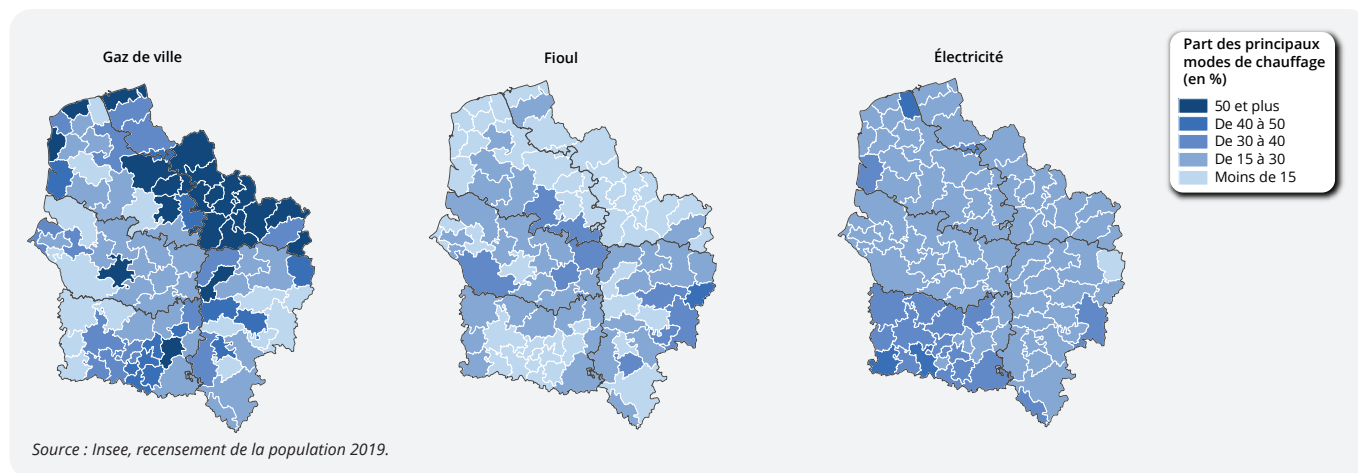 Gaz de ville
Fioul
Électricité
Part des principaux
modes de chauffage
(en %)
50 et plus
De 40 à 50
De 30 à 40
De 15 à 30
Moins de 15
Source : Insee, recensement de la population 2019.